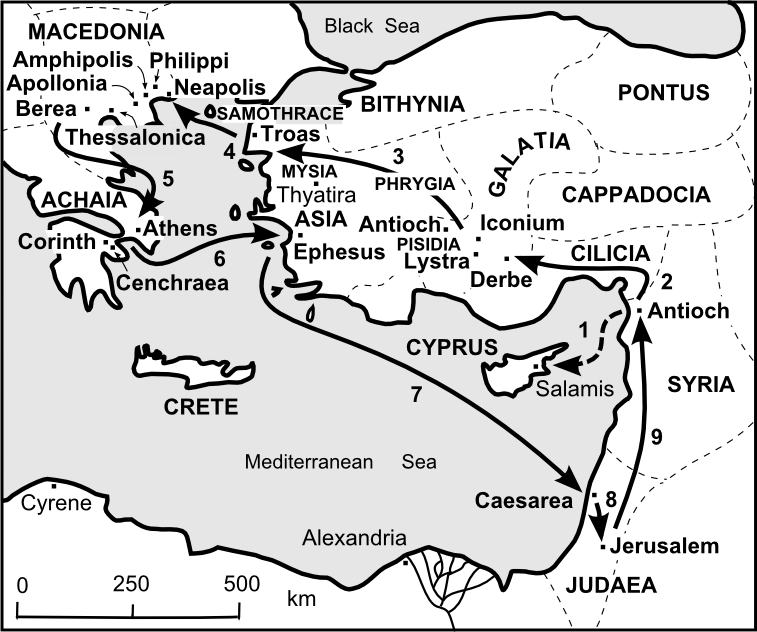 Black Sea
MACEDONIA
Amphipolis
Philippi
Apollonia
Neapolis
Berea
Thessalonica
SAMOTHRACE
BITHYNIA
PONTUS
Troas
4
3
GALATIA
MYSIA
Thyatira
PHRYGIA
CAPPADOCIA
5
ACHAIA
Athens
ASIA
Antioch
Iconium
Corinth
6
Ephesus
PISIDIA
Lystra
CILICIA
Cenchraea
Derbe
2
Antioch
1
CYPRUS
Salamis
SYRIA
CRETE
7
9
Mediterranean Sea
Cyrene
Caesarea
8
Alexandria
Jerusalem
JUDAEA
0 250 500
km